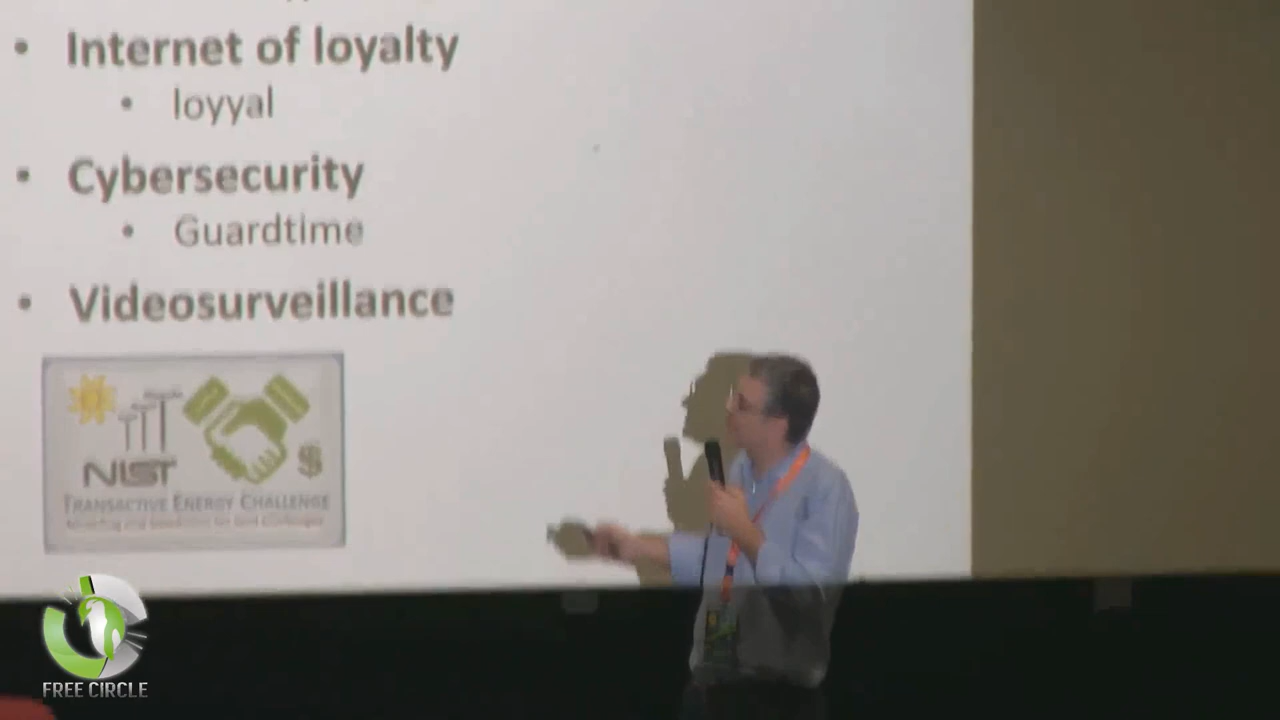 • Internet of loyalty
• loyyal
• Cybersecurity
• Guardtime
• Videosurveillance
NIST
$
TRANSACTIVE ENERGY CHALLENGE
FREE CIRCLE